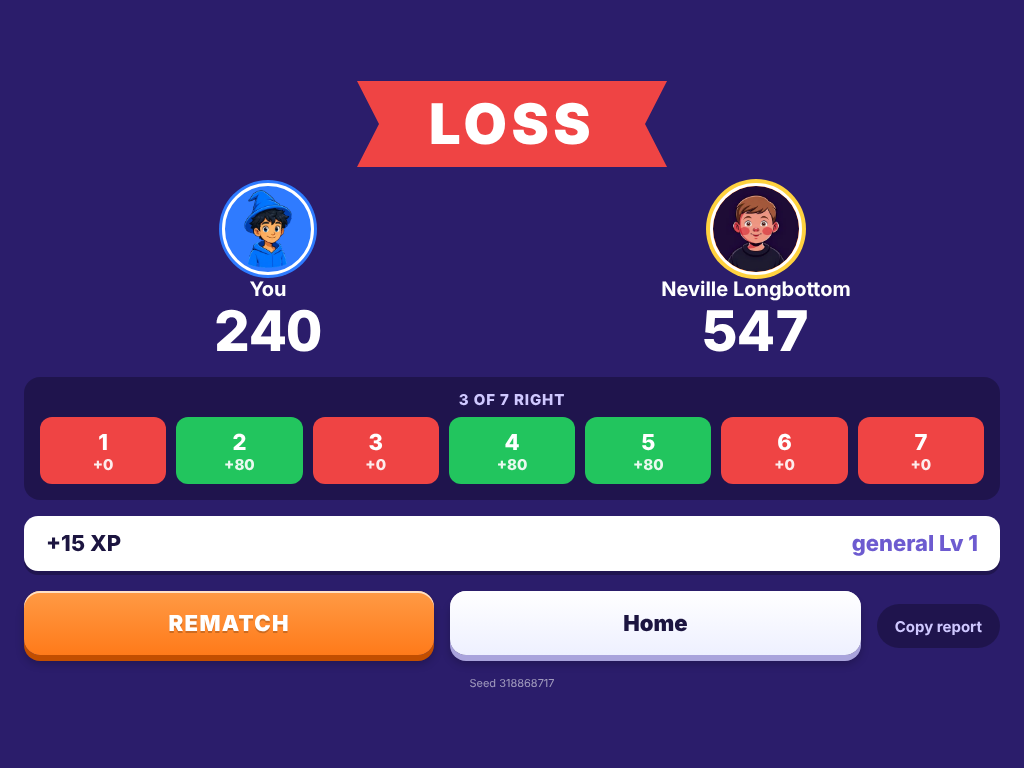 LOSS
You
Neville Longbottom
240
547
3 OF 7 RIGHT
1
+0
2
+80
3
+0
4
+80
5
+80
6
+0
7
+0
+15 XP
general Lv 1
REMATCH
Home
Copy report
Seed 318868717